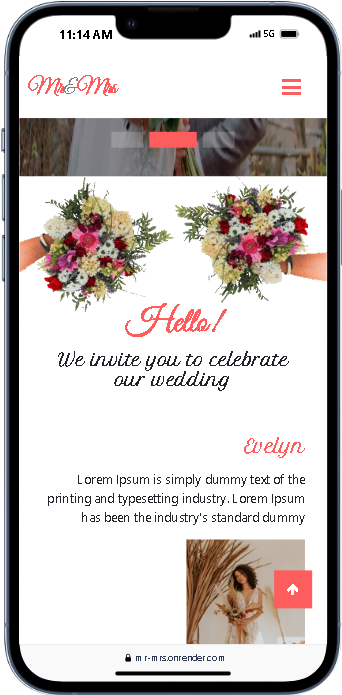 11:14 AM
5G
Mr&Mrs
Hello!
We invite you to celebrate
our wedding
Evelyn
Lorem Ipsum is simply dummy text of the
printing and typesetting industry. Lorem Ipsum
has been the industry's standard dummy
mr-mrs.onrender.com